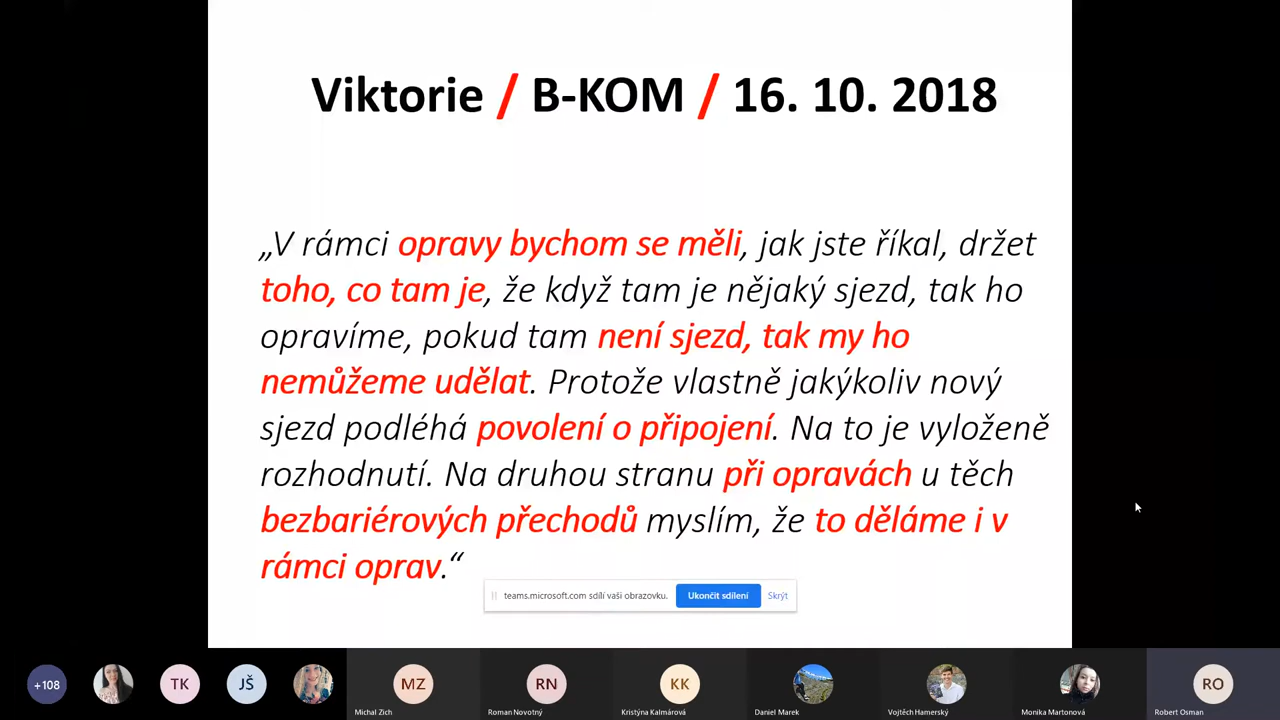 Viktorie / B-KOM / 16. 10. 2018
„V rámci opravy bychom se měli, jak jste říkal, držet
toho, co tam je, že když tam je nějaký sjezd, tak ho
opravíme, pokud tam není sjezd, tak my ho
nemůžeme udělat. Protože vlastně jakýkoliv nový
sjezd podléhá povolení o připojení. Na to je vyloženě
rozhodnutí. Na druhou stranu při opravách u těch
bezbariérových přechodů myslím, že to děláme i v
rámci oprav.“
teams.microsoft.com sdílí vaši obrazovku. Ukončit sdílení Skrýt
+108 TK JŠ MZ RN KK RO
Michal Zich Roman Novotný Kristýna Kalmárová Daniel Marek Vojtěch Hamerský Monika Martonová Robert Osman